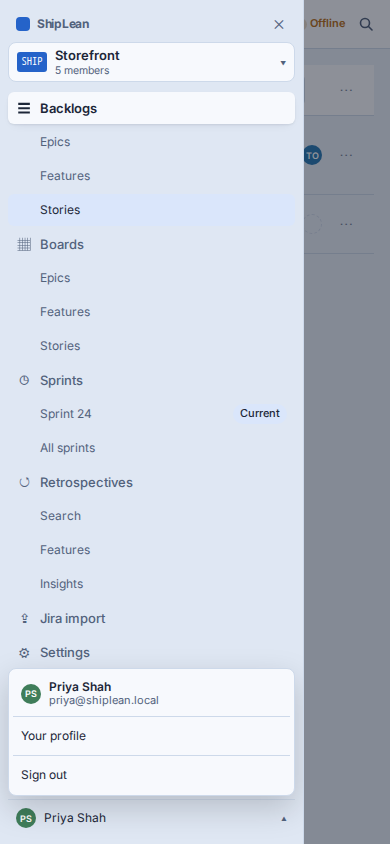 ShipLean
Offline
SHIP
Storefront
5 members
Backlogs
Epics
Features
Stories
TO
Boards
Epics
Features
Stories
Sprints
Sprint 24
Current
All sprints
Retrospectives
Search
Features
Insights
Jira import
Settings
PS
Priya Shah
priya@shiplean.local
Your profile
Sign out
PS
Priya Shah